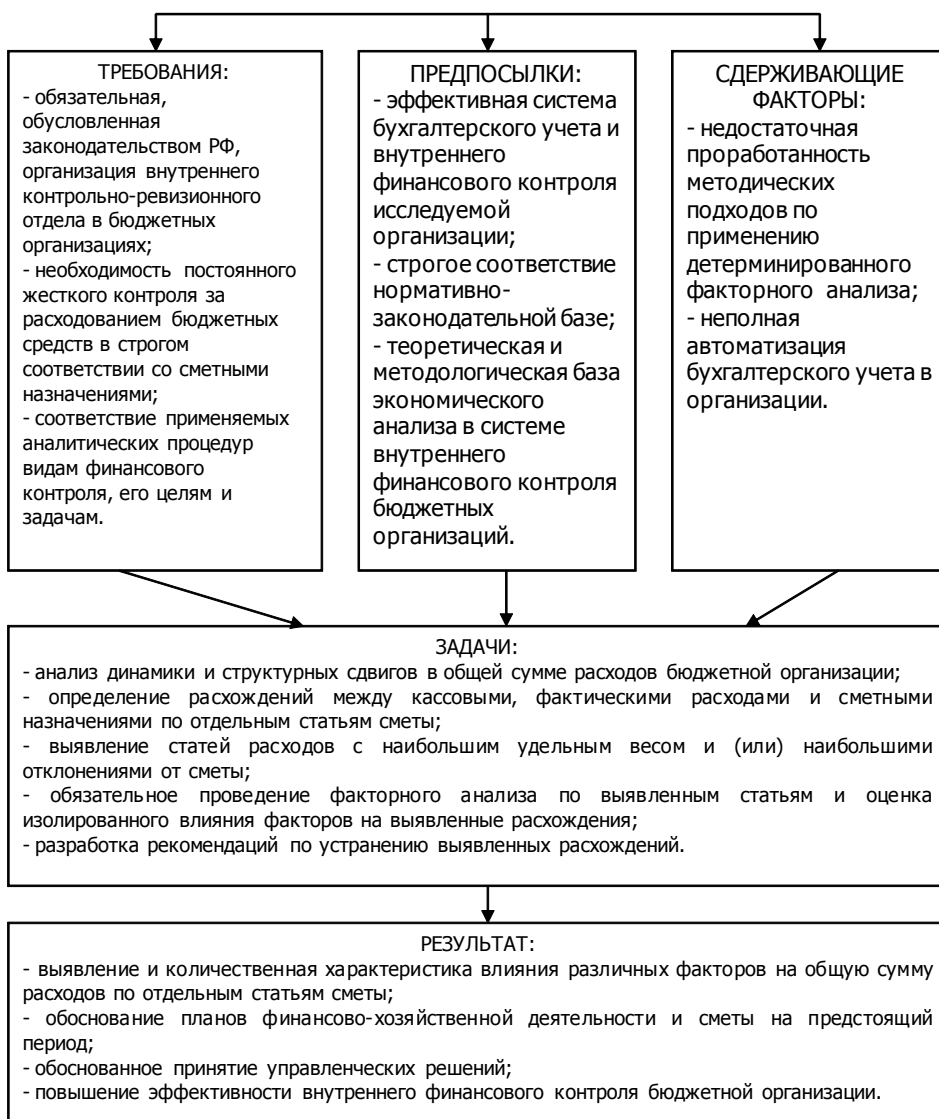 ТРЕБОВАНИЯ:
- обязательная,
обусловленная
законодательством РФ,
организация внутреннего
контрольно-ревизионного
отдела в бюджетных
организациях;
- необходимость постоянного
жесткого контроля за
расходованием бюджетных
средств в строгом
соответствии со сметными
назначениями;
- соответствие применяемых
аналитических процедур
видам финансового
контроля, его целям и
задачам.
ПРЕДПОСЫЛКИ:
- эффективная система
бухгалтерского учета и
внутреннего
финансового контроля
исследуемой
организации;
- строгое соответствие
нормативно-
законодательной базе;
- теоретическая и
методологическая база
экономического
анализа в системе
внутреннего
финансового контроля
бюджетных
организаций.
СДЕРЖИВАЮЩИЕ
ФАКТОРЫ:
- недостаточная
проработанность
методических
подходов по
применению
детерминированного
факторного анализа;
- неполная
автоматизация
бухгалтерского учета в
организации.
ЗАДАЧИ:
- анализ динамики и структурных сдвигов в общей сумме расходов бюджетной организации;
- определение расхождений между кассовыми, фактическими расходами и сметными
назначениями по отдельным статьям сметы;
- выявление статей расходов с наибольшим удельным весом и (или) наибольшими
отклонениями от сметы;
- обязательное проведение факторного анализа по выявленным статьям и оценка
изолированного влияния факторов на выявленные расхождения;
- разработка рекомендаций по устранению выявленных расхождений.
РЕЗУЛЬТАТ:
- выявление и количественная характеристика влияния различных факторов на общую сумму
расходов по отдельным статьям сметы;
- обоснование планов финансово-хозяйственной деятельности и сметы на предстоящий
период;
- обоснованное принятие управленческих решений;
- повышение эффективности внутреннего финансового контроля бюджетной организации.